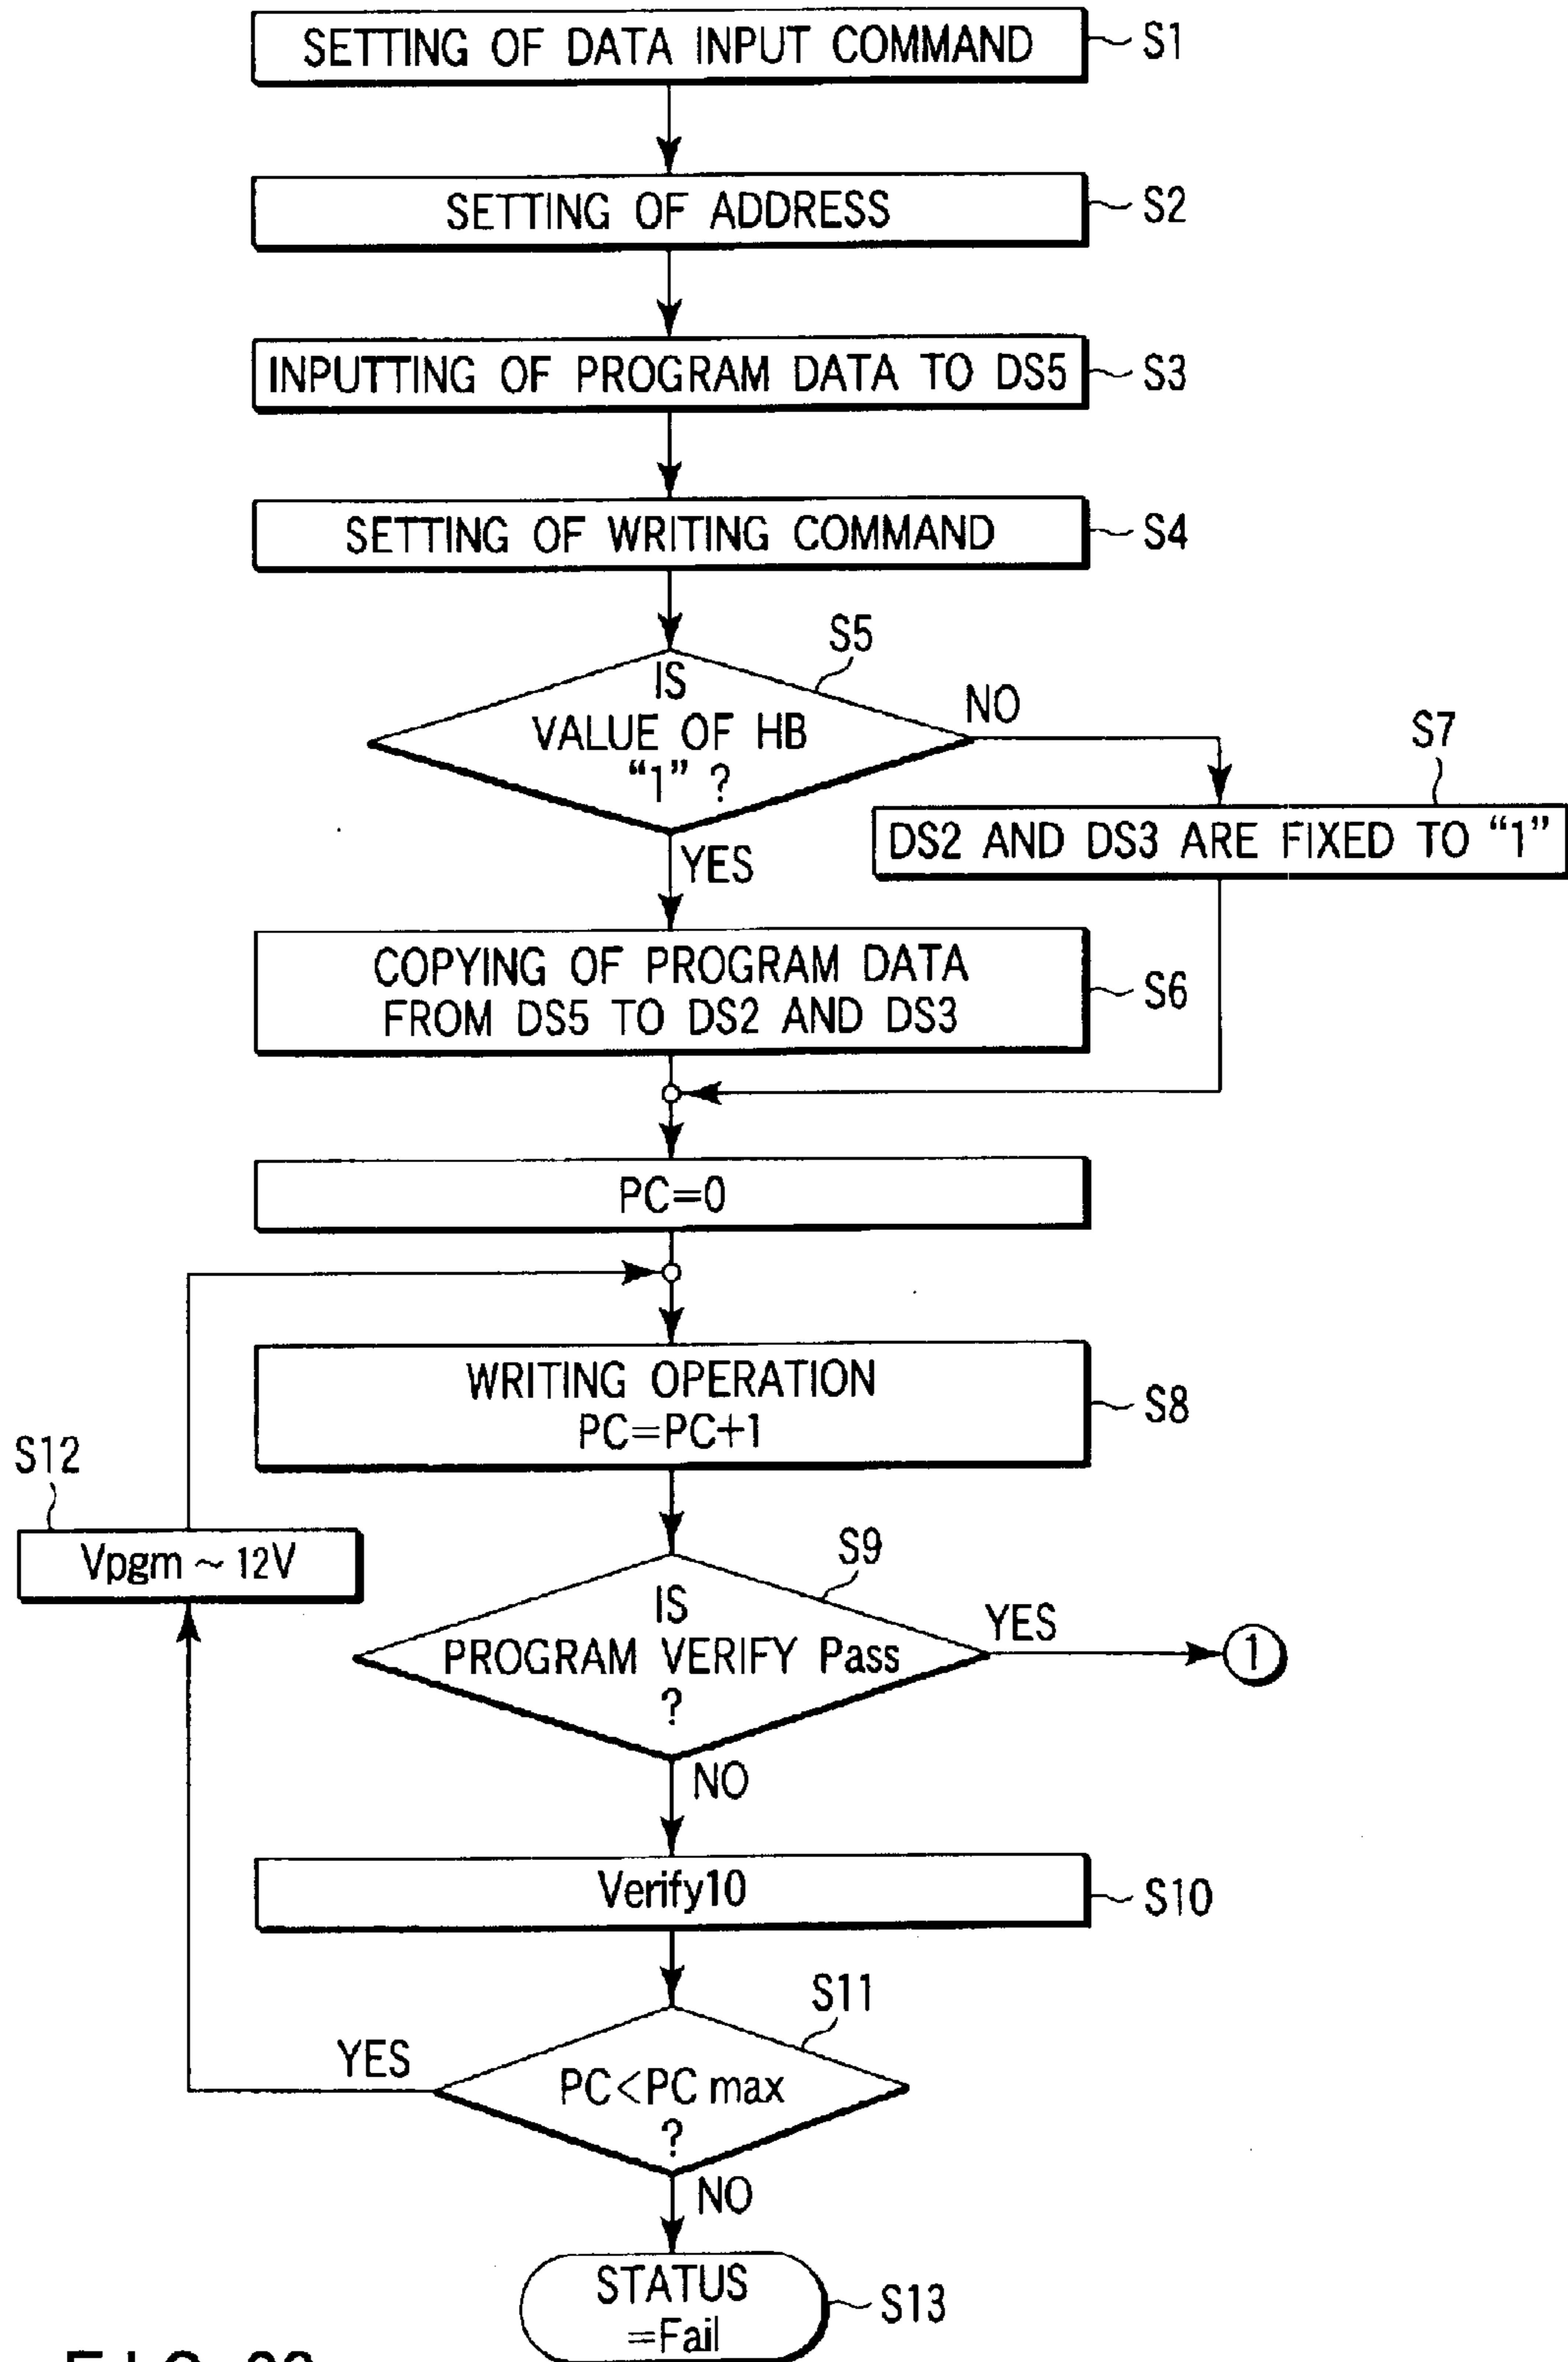 SETTING OF DATA INPUT COMMAND
S1
SETTING OF ADDRESS
S2
INPUTTING OF PROGRAM DATA TO DS5
S3
SETTING OF WRITING COMMAND
S4
S5
IS
VALUE OF HB
“1” ?
NO
S7
DS2 AND DS3 ARE FIXED TO “1”
YES
COPYING OF PROGRAM DATA
FROM DS5 TO DS2 AND DS3
S6
PC=0
WRITING OPERATION
PC=PC+1
S8
S12
Vpgm ~ 12V
S9
IS
PROGRAM VERIFY Pass
?
YES
1
NO
Verify10
S10
S11
PC<PC max
?
YES
NO
STATUS
=Fail
S13